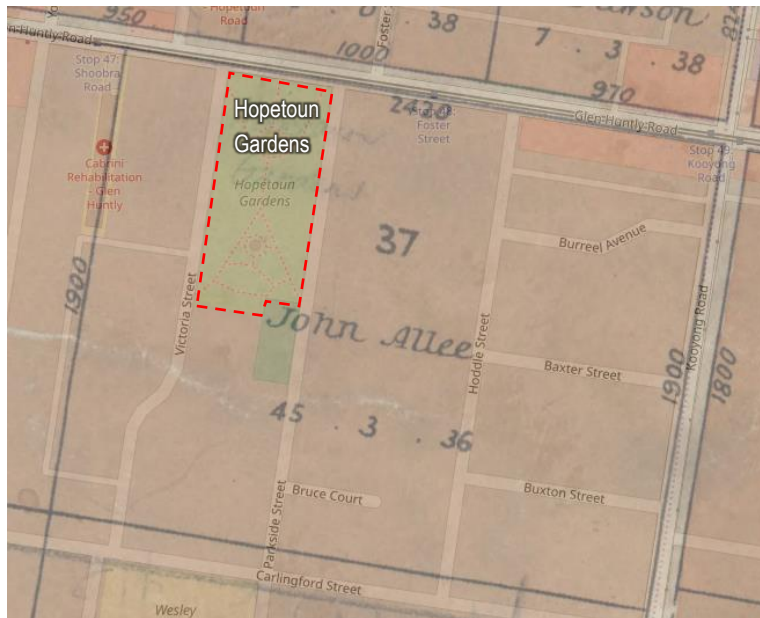 950
Hopetoun
Road
Foster
38
7 . 3 . 38
n-Huntly Road
1000
970
Stop 47:
Shoobra
Road
Hopetoun
Gardens
2420
Foster
Street
Glen Huntly Road
Stop 49:
Kooyong
Road
Cabrini
Rehabilitation
- Glen
Huntly
Hopetoun
Gardens
37
Burreel Avenue
1900
Victoria Street
John Allee
Hoddle Street
Kooyong Road
Baxter Street
1900
1800
45 . 3 . 36
Bruce Court
Buxton Street
Parkside Street
Carlingford Street
Wesley